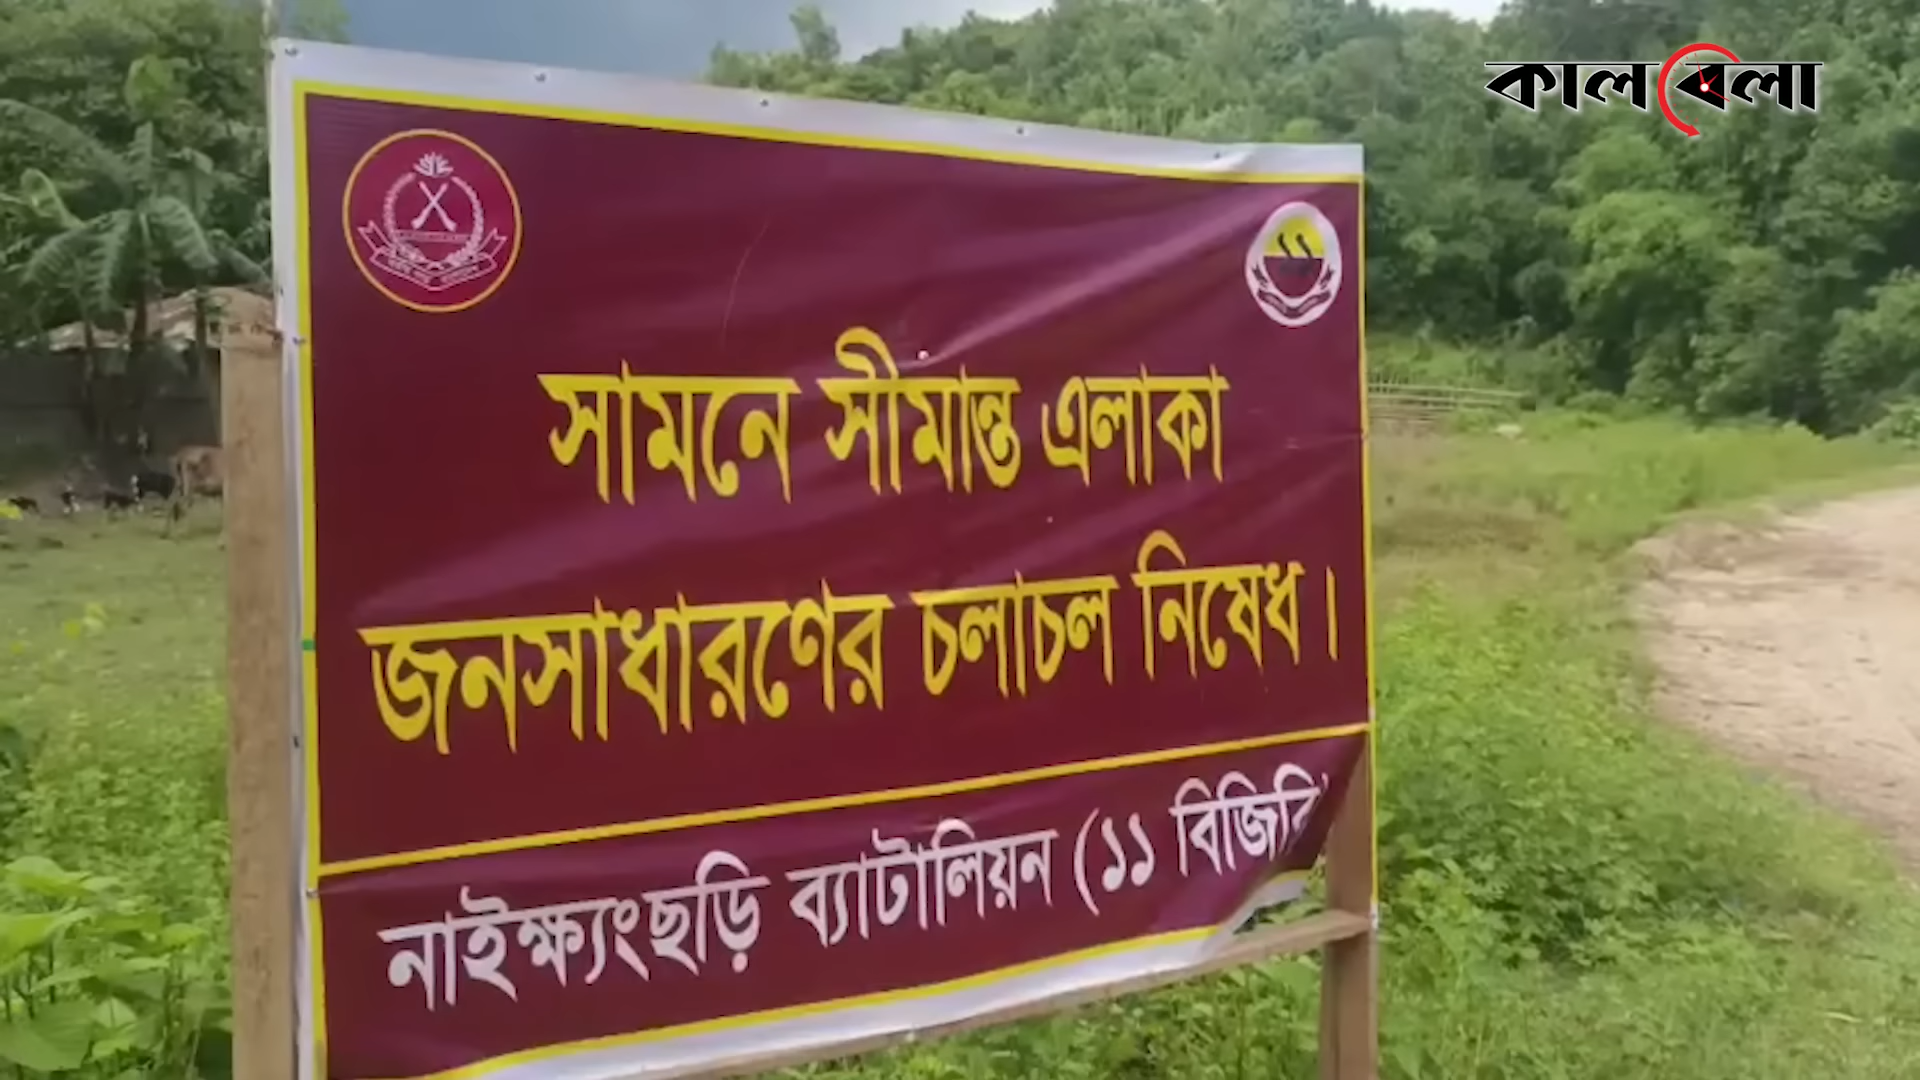 কালবেলা
সামনে সীমান্ত এলাকা
জনসাধারণের চলাচল নিষেধ।
নাইক্ষ্যংছড়ি ব্যাটালিয়ন (১১ বিজিবি